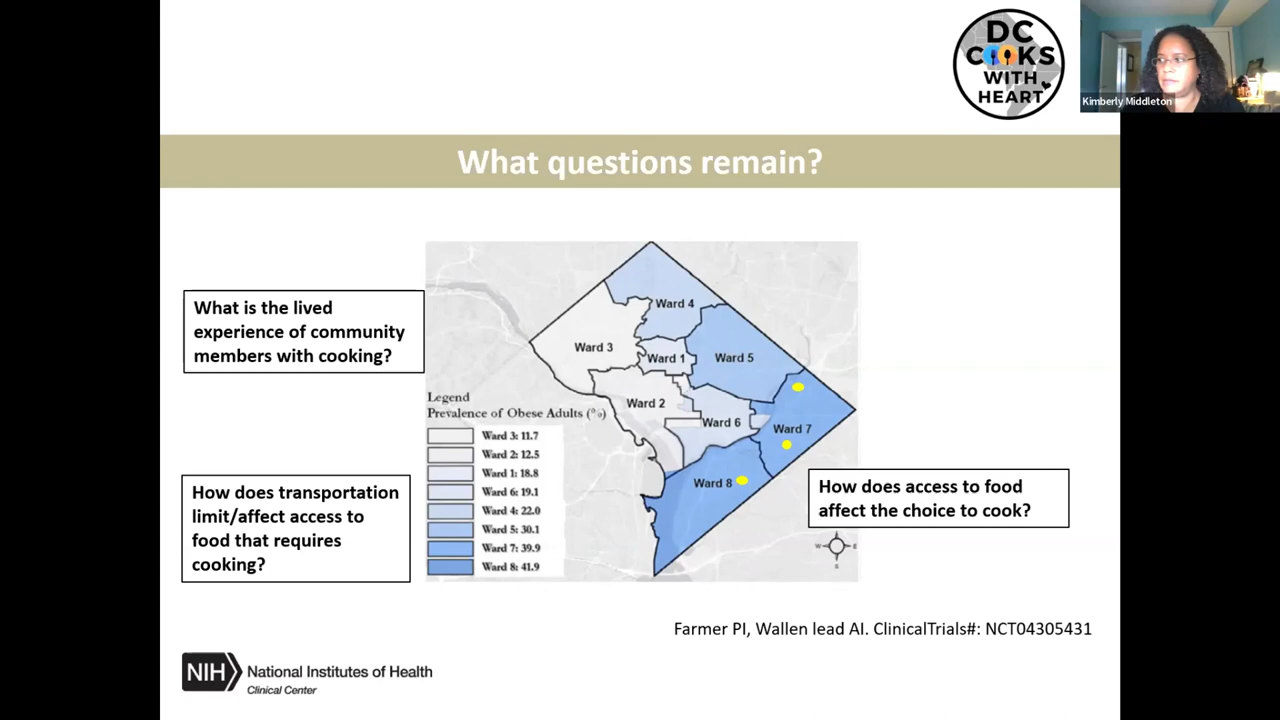 DC
COOKS
WITH
HEART
Kimberly Middleton
What questions remain?
What is the lived
experience of community
members with cooking?
How does transportation
limit/affect access to
food that requires
cooking?
Ward 4
Ward 3
Ward 1
Ward 5
Ward 2
Ward 6
Ward 7
Ward 8
Legend
Prevalence of Obese Adults (%)
Ward 3: 11.7
Ward 2: 12.5
Ward 1: 18.8
Ward 6: 19.1
Ward 4: 22.0
Ward 5: 30.1
Ward 7: 39.9
Ward 8: 41.9
How does access to food
affect the choice to cook?
W E
S
Farmer PI, Wallen lead AI. ClinicalTrials#: NCT04305431
NIH National Institutes of Health
Clinical Center